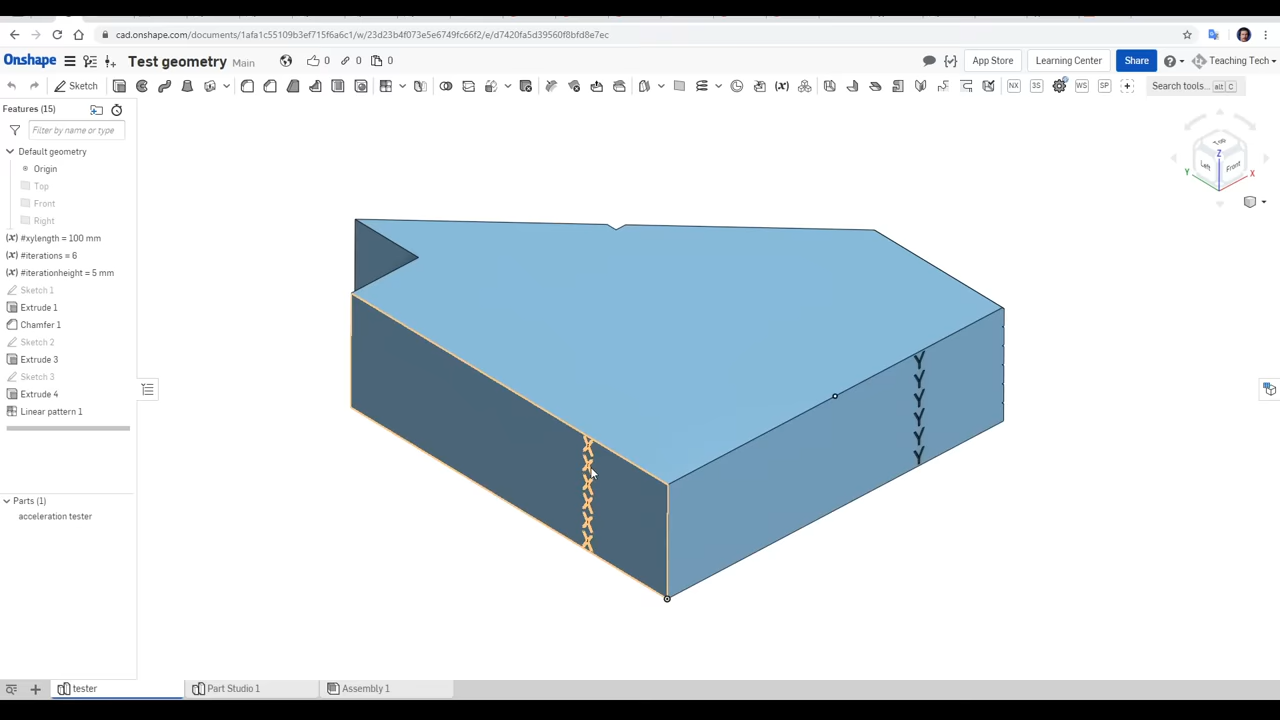 cad.onshape.com/documents/1afa1c55109b3ef715f6a6c1/w/23d23b4f073e5e6749fc66f2/e/d7420fa5d39560f8bfd8e7ec
Onshape Test geometry Main 0 0 0 App Store Learning Center Share Teaching Tech
Sketch NX 3S WS SP Search tools... alt C
Features (15)
Filter by name or type
Default geometry
Origin
Top
Front
Right
(x) #xylength = 100 mm
(x) #iterations = 6
(x) #iterationheight = 5 mm
Sketch 1
Extrude 1
Chamfer 1
Sketch 2
Extrude 3
Sketch 3
Extrude 4
Linear pattern 1
Parts (1)
acceleration tester
Top
Z
Left Front
Y X
Y
Y
Y
Y
Y
Y
X
X
X
X
X
X
tester Part Studio 1 Assembly 1